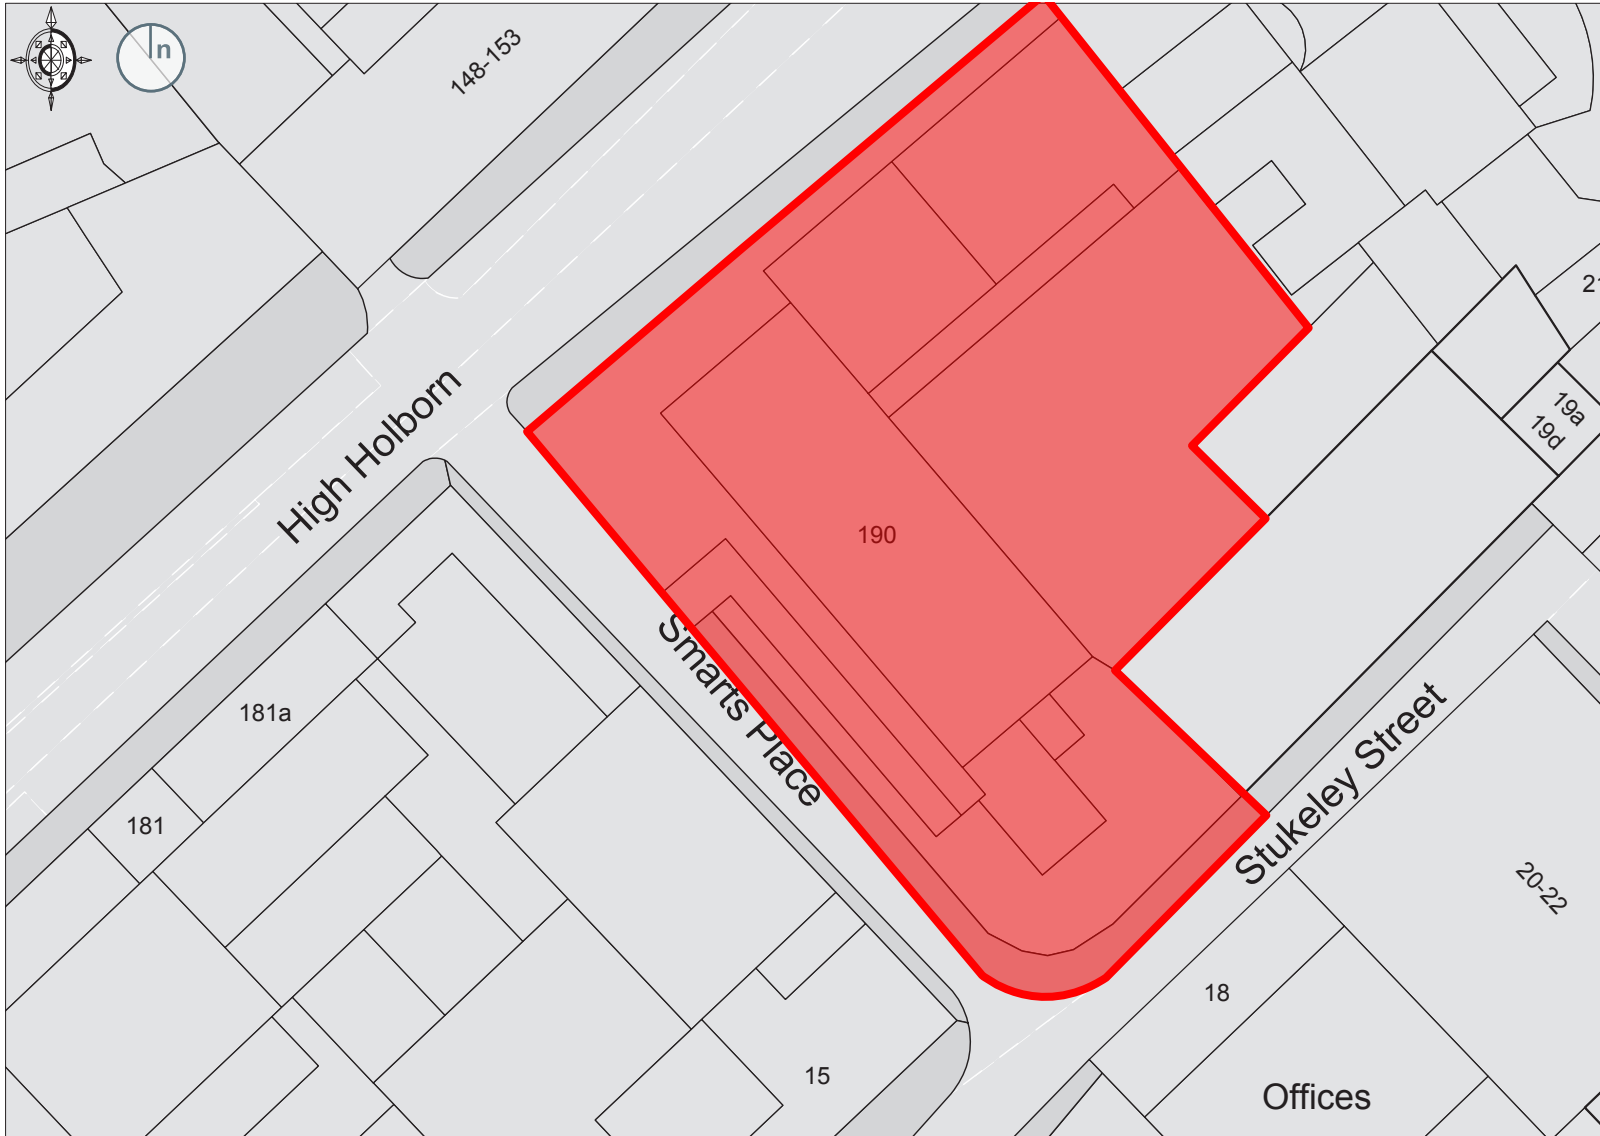 n
148-153
High Holborn
190
Smarts Place
Stukeley Street
19a
19d
181a
181
20-22
18
15
Offices